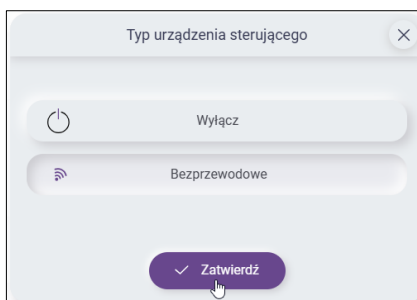 Typ urządzenia sterującego
Wyłącz
Bezprzewodowe
Zatwierdź